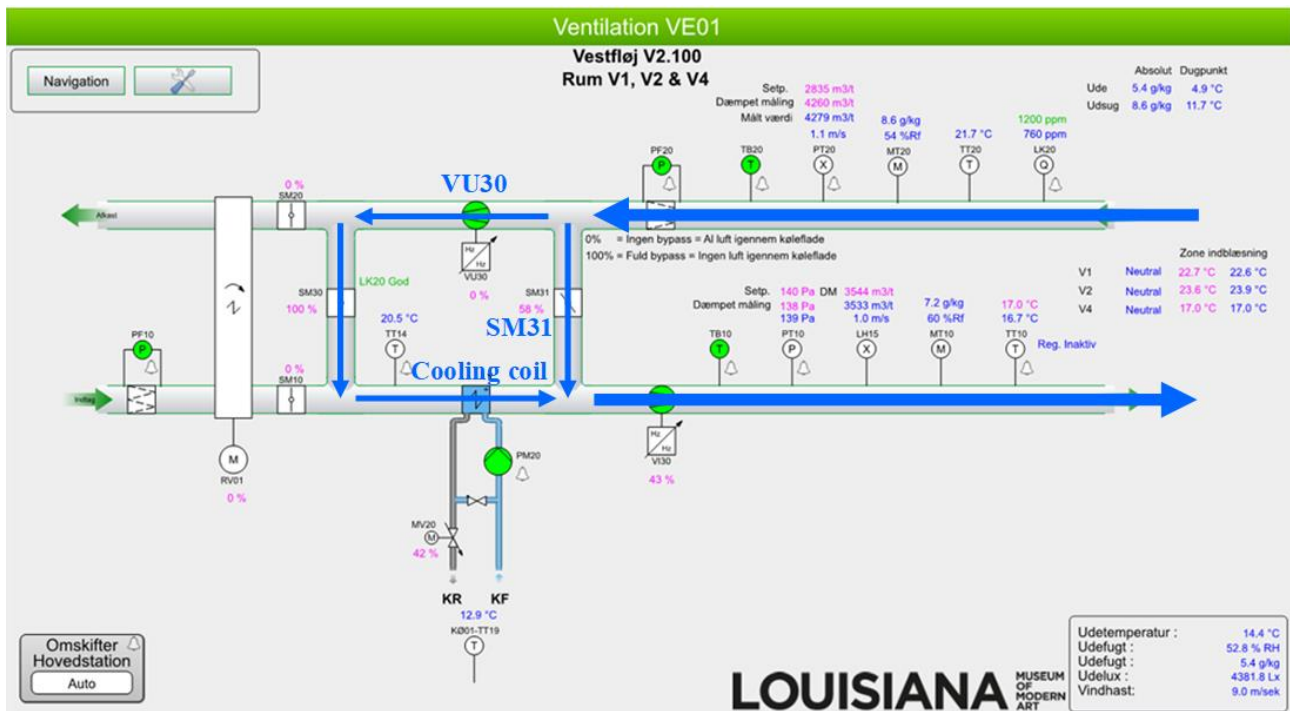 Ventilation VE01
Vestfløj V2.100
Rum V1, V2 & V4
Navigation
Absolut Dugpunkt
Ude 5.4 g/kg 4.9 °C
Udsug 8.6 g/kg 11.7 °C
Setp. 2835 m3/t
Dæmpet måling 4260 m3/t
Målt værdi 4279 m3/t 8.6 g/kg 1200 ppm
1.1 m/s 54 %Rf 21.7 °C 760 ppm
PF20 TB20 PT20 MT20 TT20 LK20
P T X M T Q
0 %
SM20
VU30
Afkast
Hz
Hz
VU30
0 %
0% = Ingen bypass = Al luft igennem køleflade
100% = Fuld bypass = Ingen luft igennem køleflade
LK20 God
SM30
100 %
SM31
58 %
SM31
Zone indblæsning
V1 Neutral 22.7 °C 22.6 °C
V2 Neutral 23.6 °C 23.9 °C
V4 Neutral 17.0 °C 17.0 °C
Setp. 140 Pa DM 3544 m3/t
Dæmpet måling 138 Pa 3533 m3/t 7.2 g/kg 17.0 °C
139 Pa 1.0 m/s 60 %Rf 16.7 °C
TB10 PT10 LH15 MT10 TT10
T P X M T
Reg. Inaktiv
20.5 °C
TT14
T
PF10
P
Cooling coil
0 %
SM10
Indtag
Hz
Hz
VI30
43 %
M
RV01
0 %
PM20
MV20
M
42 %
KR KF
12.9 °C
KØ01-TT19
T
Omskifter
Hovedstation
Auto
LOUISIANA MUSEUM
OF
MODERN
ART
Udetemperatur : 14.4 °C
Udefugt : 52.8 % RH
Udefugt : 5.4 g/kg
Udelux : 4381.8 Lx
Vindhast: 9.0 m/sek